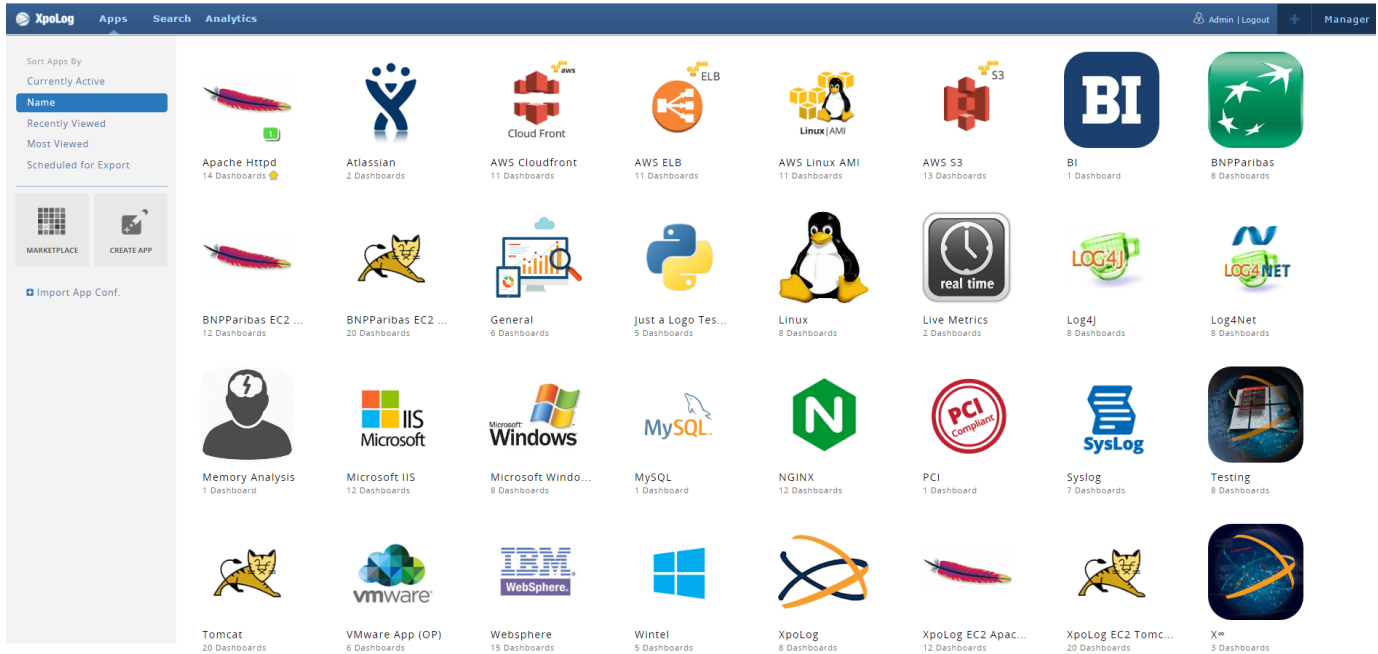 XpoLog Apps Search Analytics Admin | Logout + Manager
Sort Apps By
Currently Active
Name
Recently Viewed
Most Viewed
Scheduled for Export
MARKETPLACE CREATE APP
Import App Conf.
1
aws
Cloud Front
ELB
Linux|AMI
S3
BI
Apache Httpd Atlassian AWS Cloudfront AWS ELB AWS Linux AMI AWS S3 BI BNPParibas
14 Dashboards 2 Dashboards 11 Dashboards 11 Dashboards 11 Dashboards 13 Dashboards 1 Dashboard 8 Dashboards
real time
LOG4J
LOG4NET
BNPParibas EC2 ... BNPParibas EC2 ... General Just a Logo Tes... Linux Live Metrics Log4J Log4Net
12 Dashboards 20 Dashboards 6 Dashboards 5 Dashboards 8 Dashboards 2 Dashboards 8 Dashboards 8 Dashboards
IIS
Microsoft
Microsoft
Windows
MySQL
N
PCI
Compliant
SysLog
Memory Analysis Microsoft IIS Microsoft Windo... MySQL NGINX PCI Syslog Testing
1 Dashboard 12 Dashboards 8 Dashboards 1 Dashboard 12 Dashboards 1 Dashboard 7 Dashboards 8 Dashboards
vmware
IBM
WebSphere.
Tomcat VMware App (OP) Websphere Wintel XpoLog XpoLog EC2 Apac... XpoLog EC2 Tomc... X∞
20 Dashboards 6 Dashboards 15 Dashboards 5 Dashboards 8 Dashboards 12 Dashboards 20 Dashboards 3 Dashboards